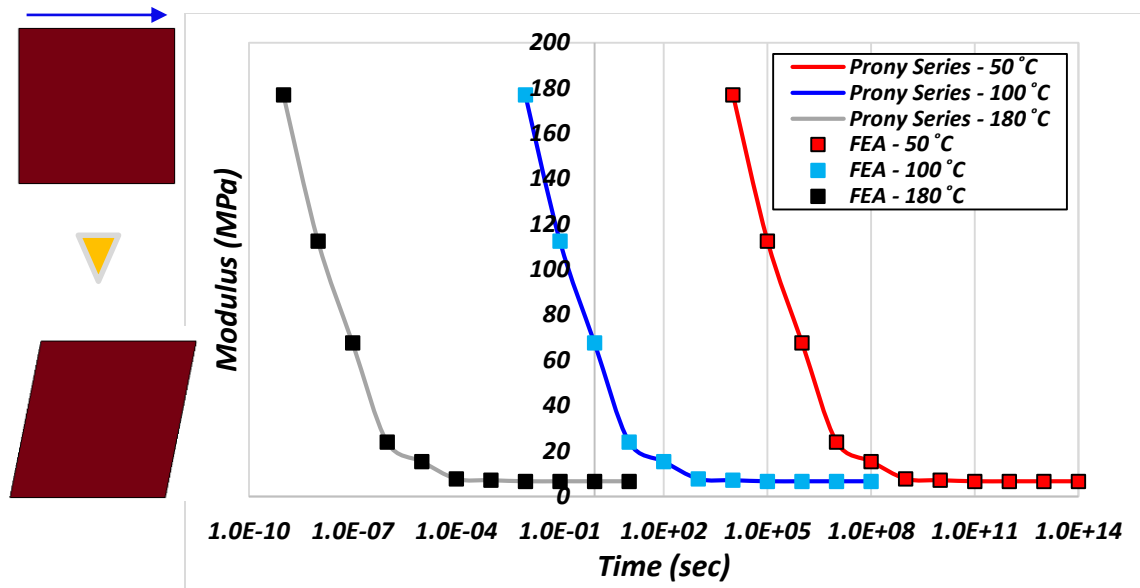 200
180
160
140
120
100
80
60
40
20
0
Modulus (MPa)
Prony Series - 50˚C
Prony Series - 100˚C
Prony Series - 180˚C
FEA - 50˚C
FEA - 100˚C
FEA - 180˚C
1.0E-10 1.0E-07 1.0E-04 1.0E-01 1.0E+02 1.0E+05 1.0E+08 1.0E+11 1.0E+14
Time (sec)